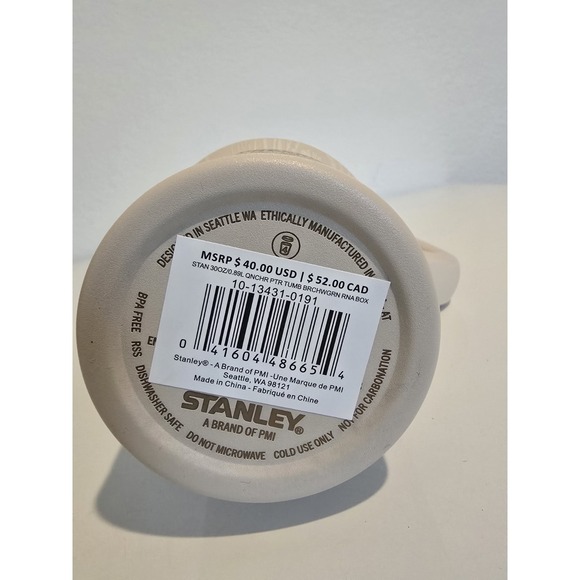 DESIGNED IN SEATTLE WA ETHICALLY MANUFACTURED IN
AT
4
MSRP $ 40.00 USD | $ 52.00 CAD
STAN 30OZ/0.89L QNCHR PTR TUMB BRCHWGRN RNA BOX
10-13431-0191
0 41604 48665 4
Stanley® - A Brand of PMI -Une Marque de PMI
Seattle, WA 98121
Made in China - Fabriqué en Chine
BPA FREE
RSS
DISHWASHER SAFE
DO NOT MICROWAVE
COLD USE ONLY
NOT FOR CARBONATION
STANLEY®
A BRAND OF PMI